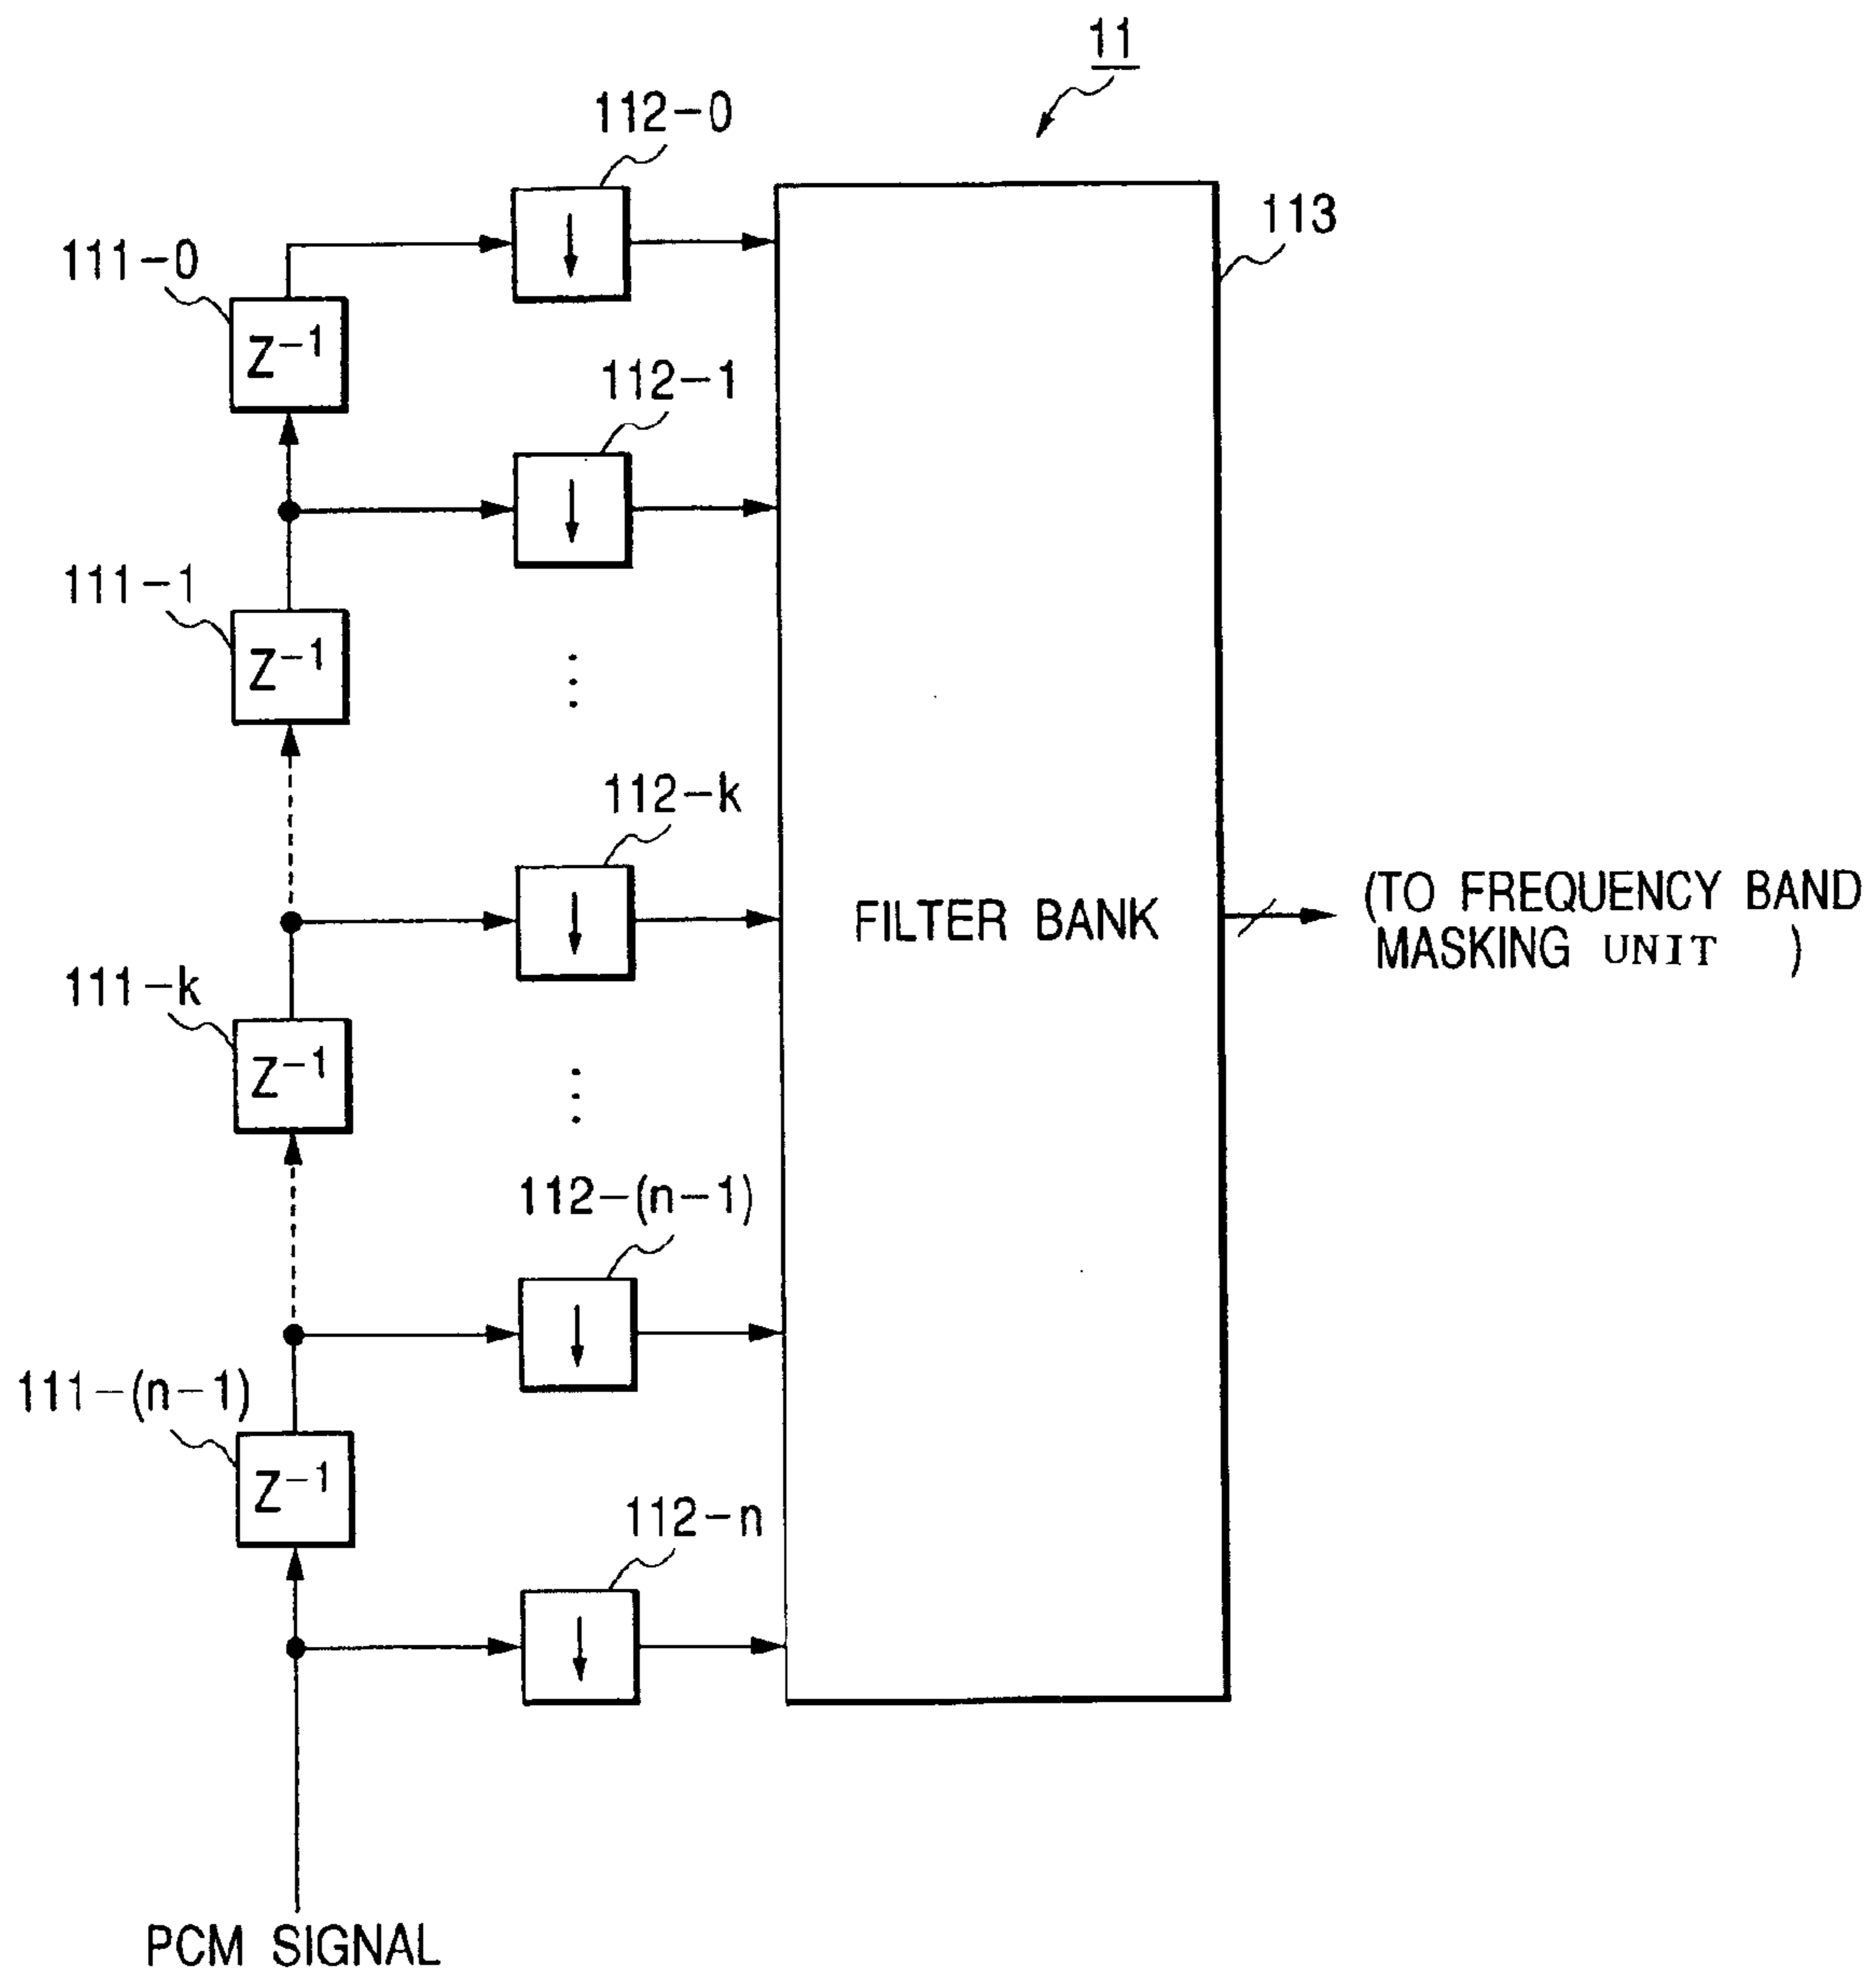 11
112-0
113
111-0
Z-1
112-1
111-1
Z-1
112-k
FILTER BANK
(TO FREQUENCY BAND
MASKING UNIT )
111-k
Z-1
112-(n-1)
111-(n-1)
Z-1
112-n
PCM SIGNAL